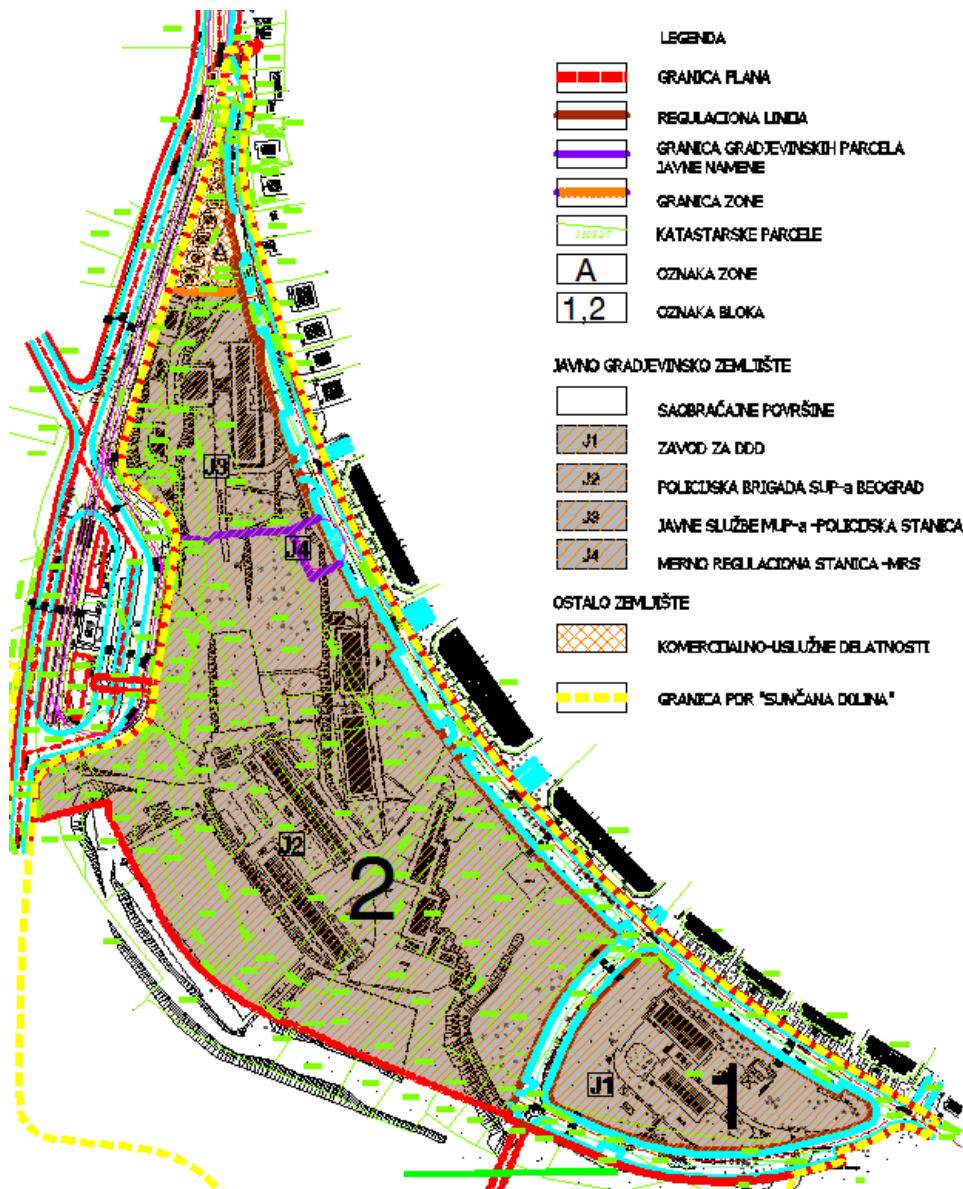 LEGENDA
GRANICA PLANA
REGULACIONA LINIJA
GRANICA GRADJEVINSKIH PARCELA
JAVNE NAMENE
GRANICA ZONE
KATASTARSKE PARCELE
A
OZNAKA ZONE
1,2
OZNAKA BLOKA
JAVNO GRADJEVINSKO ZEMLJIŠTE
SAOBRAĆAJNE POVRŠINE
J1
ZAVOD ZA DDD
J2
POLICIJSKA BRIGADA SUP-a BEOGRAD
J3
JAVNE SLUŽBE MUP-a -POLICIJSKA STANICA
J4
MERNO REGULACIONA STANICA -MRS
OSTALO ZEMLJIŠTE
KOMERCIJALNO-USLUŽNE DELATNOSTI
GRANICA PDR "SUNČANA DOLINA"
A
J3
J4
J2
2
J1
1